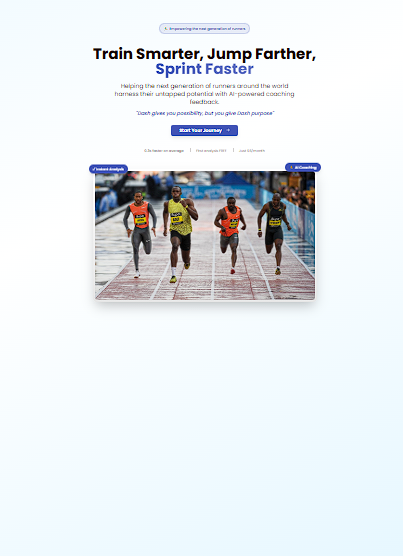 Empowering the next generation of runners
Train Smarter, Jump Farther,
Sprint Faster
Helping the next generation of runners around the world
harness their untapped potential with AI-powered coaching
feedback.
"Dash gives you possibility, but you give Dash purpose"
Start Your Journey →
First analysis FREE
Just $3/month
✓ Instant Analysis
AI Coaching